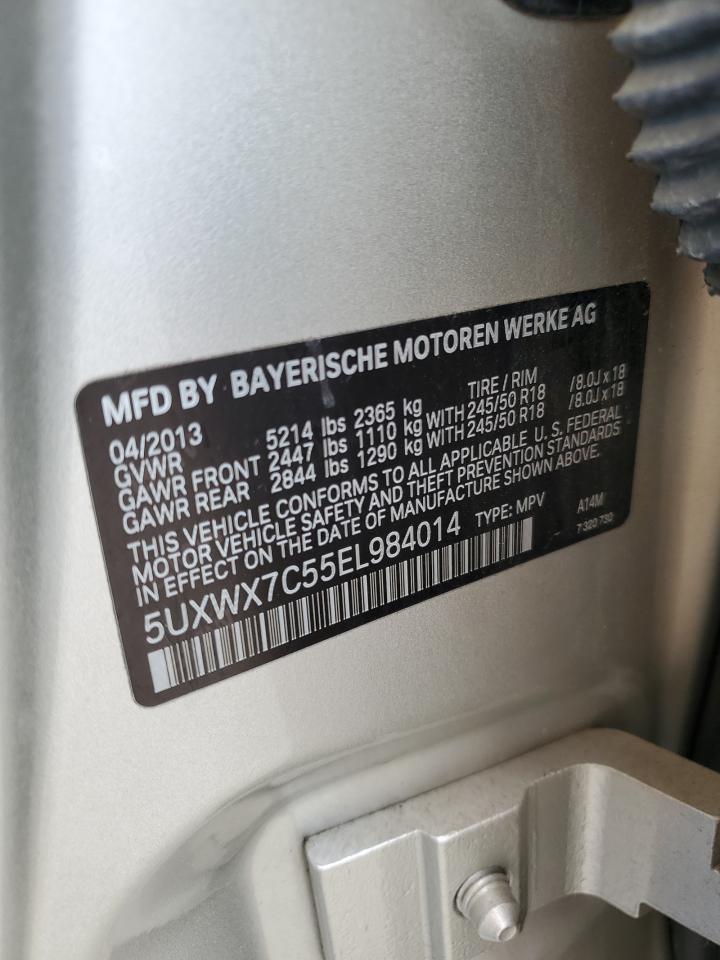 MFD BY BAYERISCHE MOTOREN WERKE AG
04/2013 TIRE / RIM
GVWR 5214 lbs 2365 kg
GAWR FRONT 2447 lbs 1110 kg WITH 245/50 R18 /8.0J x 18
GAWR REAR 2844 lbs 1290 kg WITH 245/50 R18 /8.0J x 18
THIS VEHICLE CONFORMS TO ALL APPLICABLE U. S. FEDERAL
MOTOR VEHICLE SAFETY AND THEFT PREVENTION STANDARDS
IN EFFECT ON THE DATE OF MANUFACTURE SHOWN ABOVE.
5UXWX7C55EL984014 TYPE: MPV A14M
7 320 730